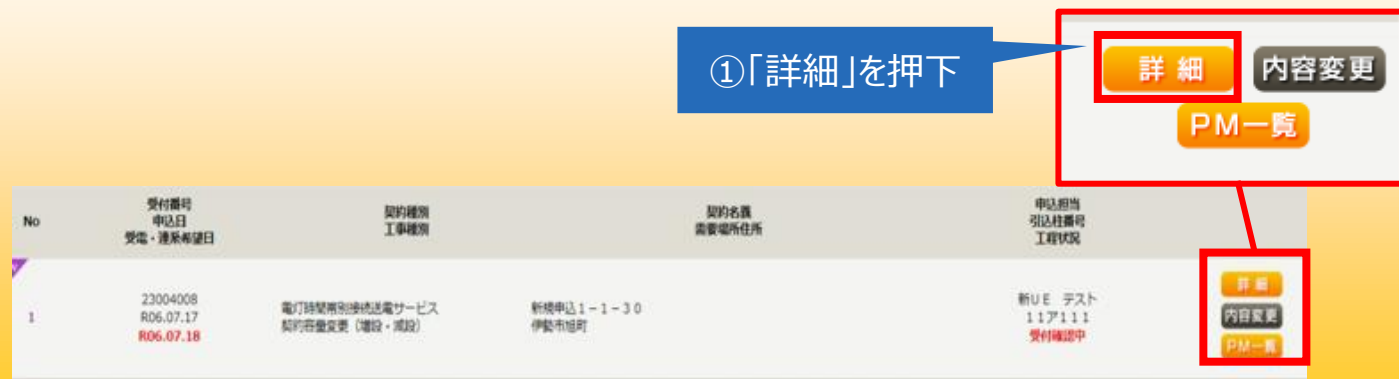 ①「詳細」を押下
詳 細
内容変更
PM一覧
No
受付番号
申込日
受電・連系希望日
契約種別
工事種別
契約名義
需要場所住所
申込担当
引込柱番号
工程状況
1
23004008
R06.07.17
R06.07.18
電灯時間帯別接続送電サービス
契約容量変更（増設・減設）
新規申込１－１－３０
伊勢市旭町
新ＵＥ　テスト
１１ア１１１
受付確認中
詳 細
内容変更
PM一覧